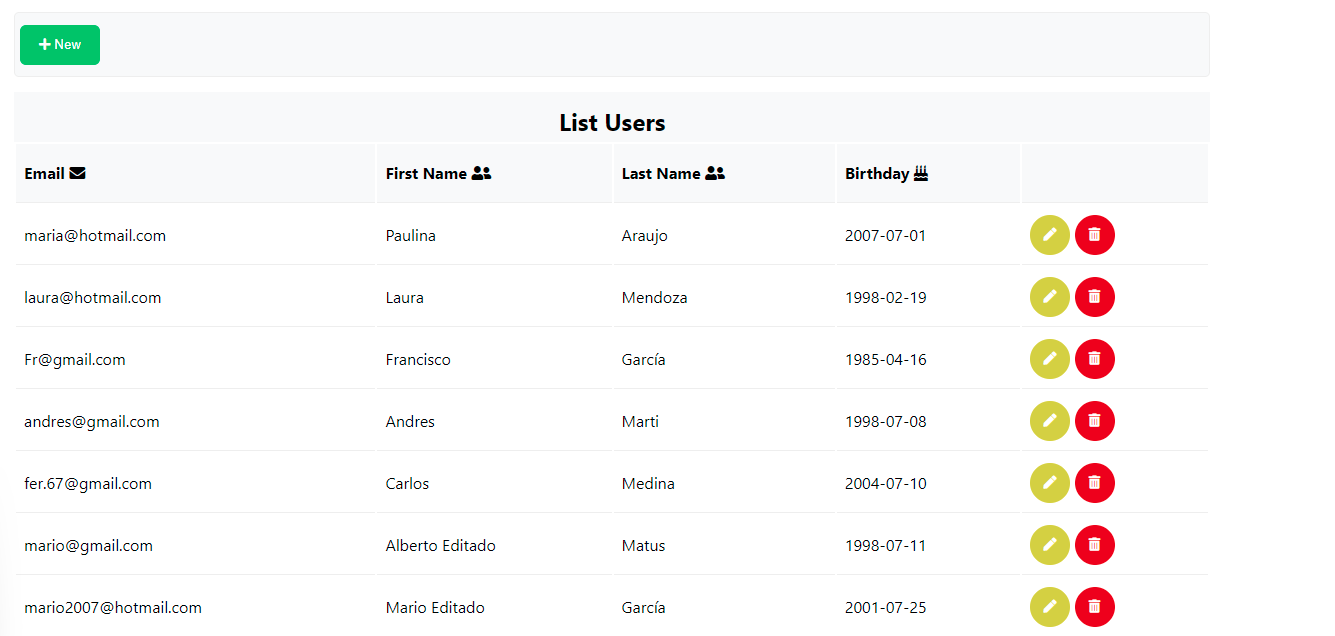 New
List Users
Email First Name Last Name Birthday
maria@hotmail.com Paulina Araujo 2007-07-01
laura@hotmail.com Laura Mendoza 1998-02-19
Fr@gmail.com Francisco García 1985-04-16
andres@gmail.com Andres Marti 1998-07-08
fer.67@gmail.com Carlos Medina 2004-07-10
mario@gmail.com Alberto Editado Matus 1998-07-11
mario2007@hotmail.com Mario Editado García 2001-07-25